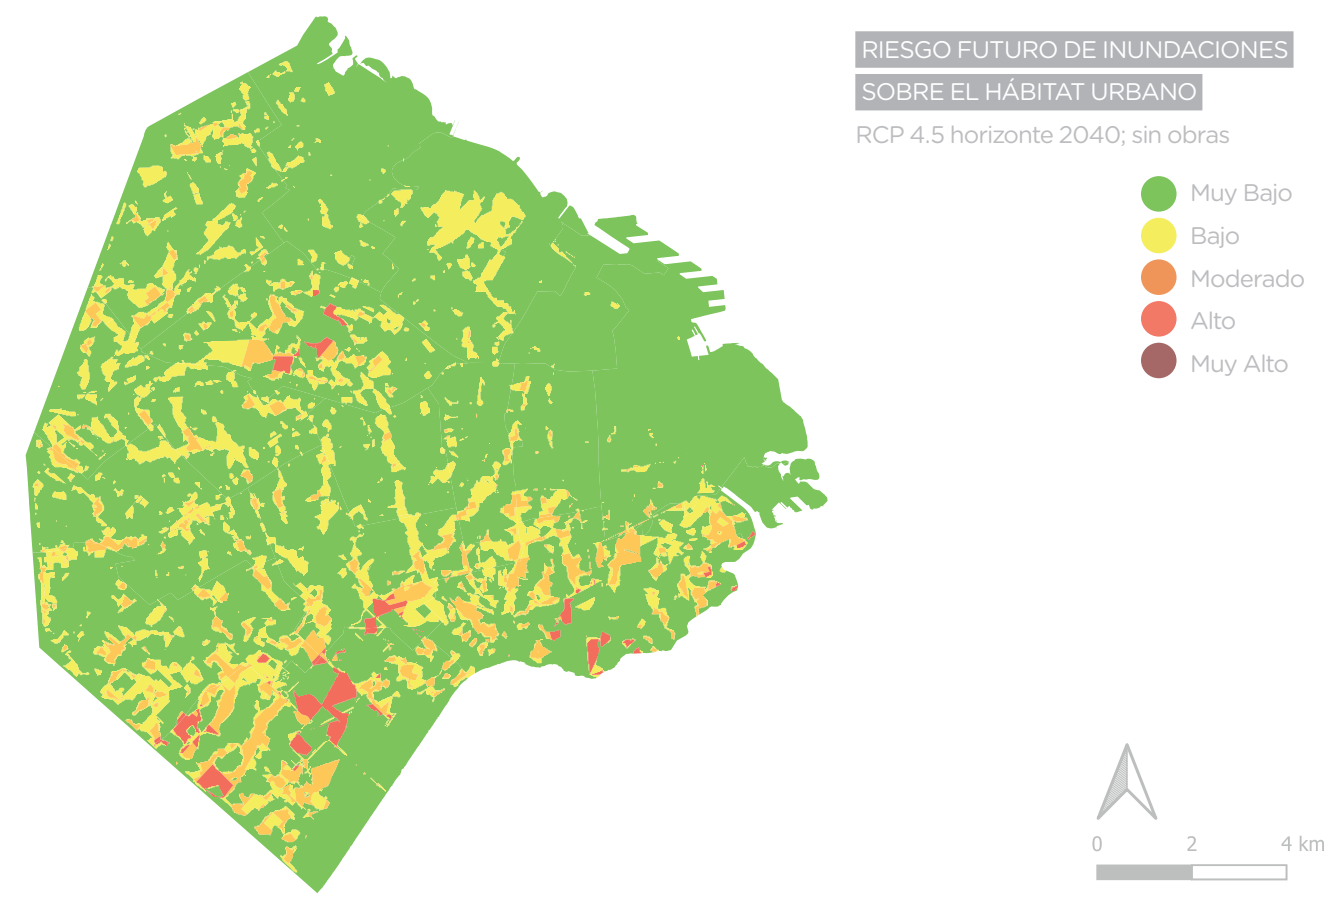 RIESGO FUTURO DE INUNDACIONES
SOBRE EL HÁBITAT URBANO
RCP 4.5 horizonte 2040; sin obras
Muy Bajo
Bajo
Moderado
Alto
Muy Alto
0 2 4 km